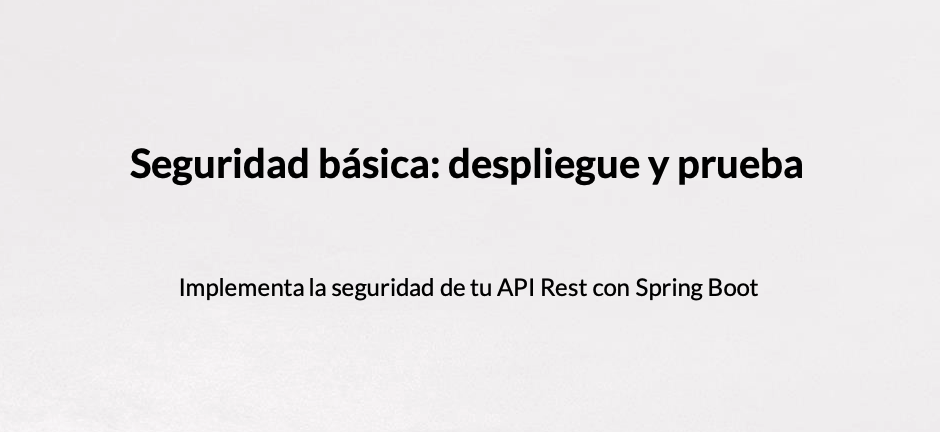 Seguridad básica: despliegue y prueba
Implementa la seguridad de tu API Rest con Spring Boot